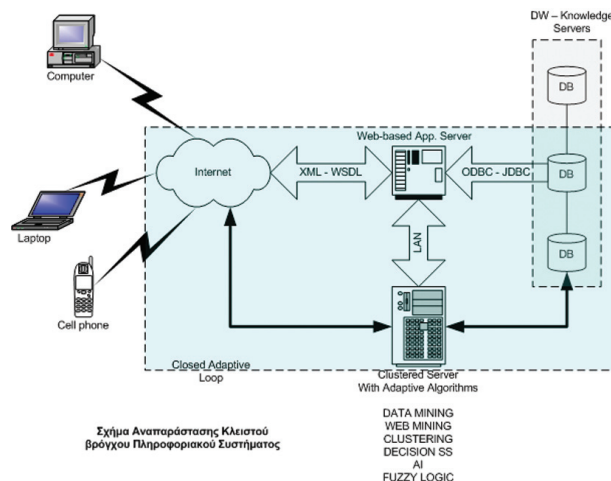 DW – Knowledge
Servers
Computer
DB
Web-based App. Server
Internet
XML - WSDL
ODBC - JDBC
DB
Laptop
LAN
DB
Cell phone
Closed Adaptive
Loop
Clustered Server
With Adaptive Algorithms
Σχήμα Αναπαράστασης Κλειστού
βρόγχου Πληροφοριακού Συστήματος
DATA MINING
WEB MINING
CLUSTERING
DECISION SS
AI
FUZZY LOGIC